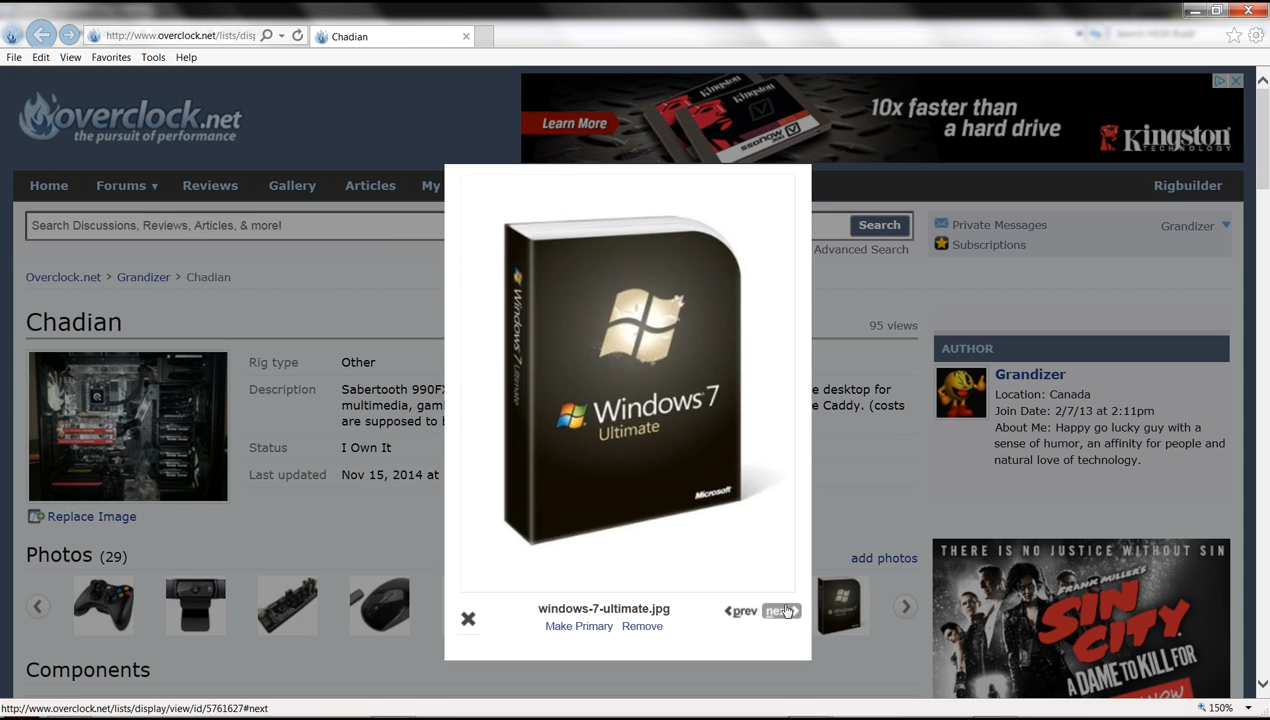 http://www.overclock.net/lists/disp
Chadian
File Edit View Favorites Tools Help
overclock.net
the pursuit of performance
Learn More
Kingston
SSDNow V
10x faster than
a hard drive
Kingston
TECHNOLOGY
Home Forums Reviews Gallery Articles My
Rigbuilder
Search Discussions, Reviews, Articles, & more!
Search
Advanced Search
Private Messages
Subscriptions
Grandizer
Overclock.net > Grandizer > Chadian
Chadian
95 views
Rig type Other
Description Sabertooth 990F
e desktop for
multimedia, gam
e Caddy. (costs
are supposed to
Status I Own It
Last updated Nov 15, 2014 at
Replace Image
Photos (29)
add photos
Components
Windows 7 Ultimate
Windows 7
Ultimate
Microsoft
windows-7-ultimate.jpg
Make Primary Remove
prev
next
AUTHOR
Grandizer
Location: Canada
Join Date: 2/7/13 at 2:11pm
About Me: Happy go lucky guy with a
sense of humor, an affinity for people and
natural love of technology.
THERE IS NO JUSTICE WITHOUT SIN
FRANK MILLER'S
SIN
CITY
A DAME TO KILL FOR
http://www.overclock.net/lists/display/view/id/5761627#next
150%